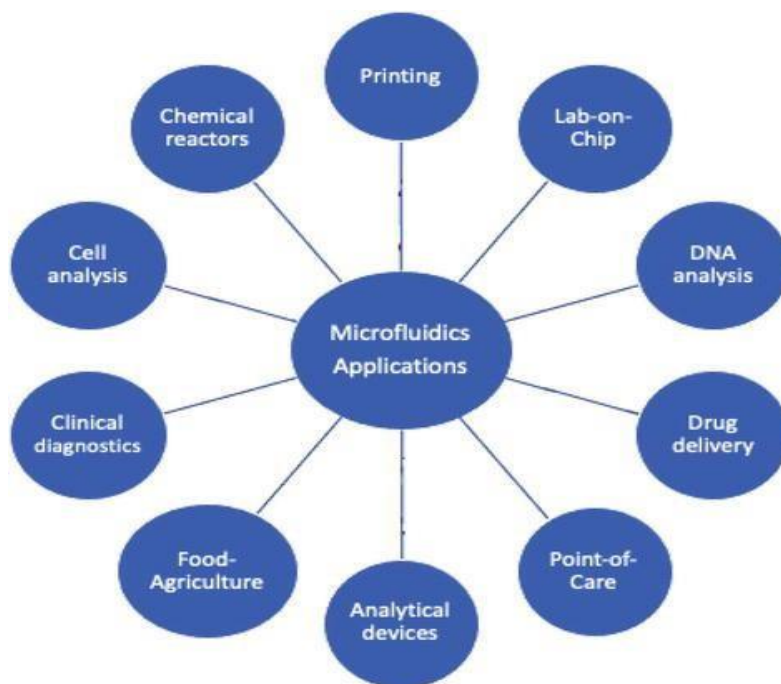 Printing
Lab-on-
Chip
DNA
analysis
Drug
delivery
Point-of-
Care
Analytical
devices
Food-
Agriculture
Clinical
diagnostics
Cell
analysis
Chemical
reactors
Microfluidics
Applications